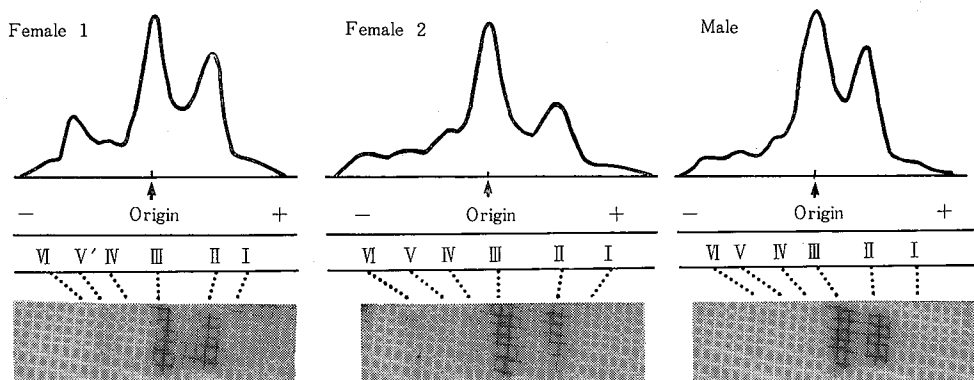 Female 1
Female 2
Male
− Origin +
− Origin +
− Origin +
VI V' IV III II I
VI V IV III II I
VI V IV III II I